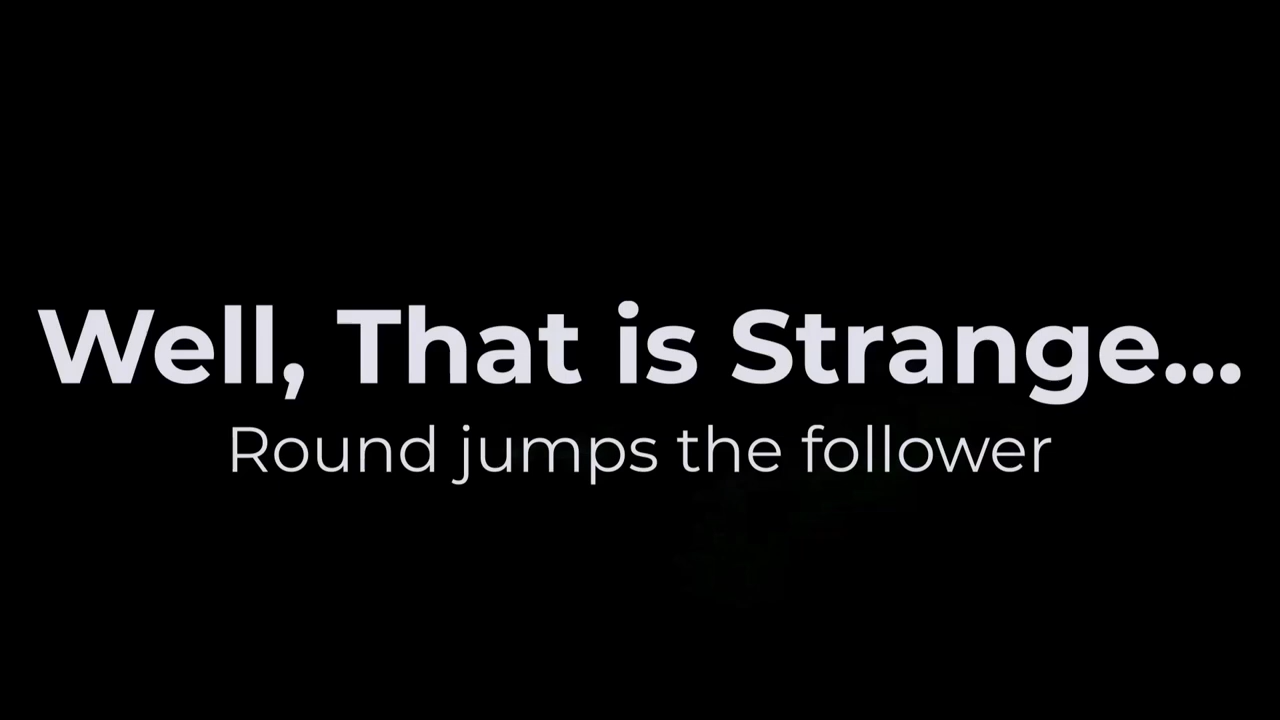 Well, That is Strange...
Round jumps the follower